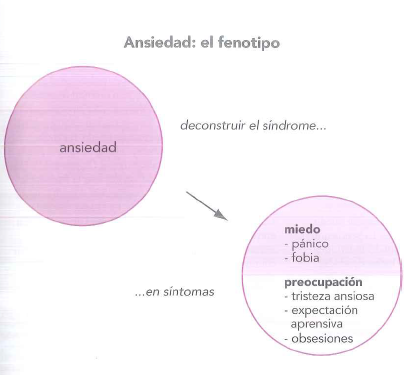 Ansiedad: el fenotipo
deconstruir el síndrome...
ansiedad
miedo
- pánico
- fobia
preocupación
- tristeza ansiosa
- expectación
aprensiva
- obsesiones
...en síntomas